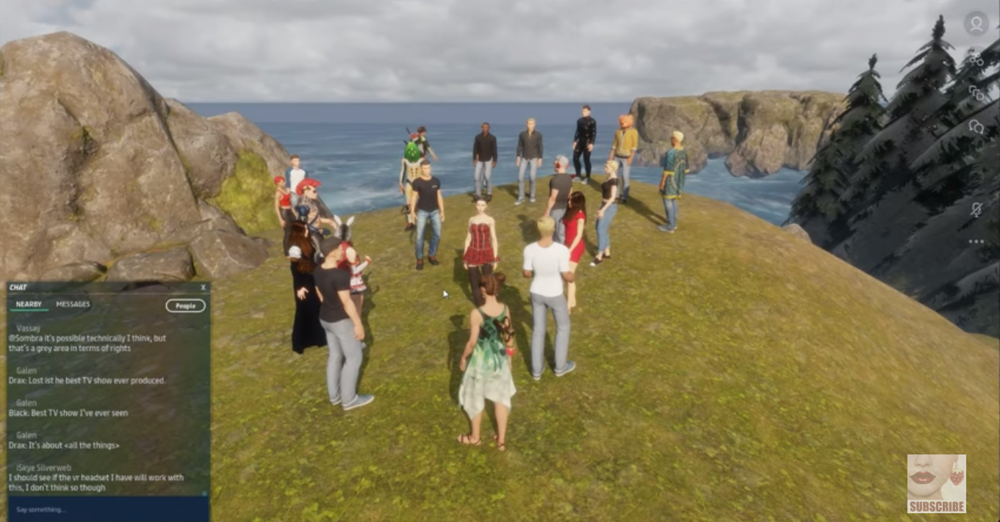 CHAT
X
NEARBY
MESSAGES
People
Vassay
@Sombra it's possible technically I think, but
that's a grey area in terms of rights
Galen
Drax: Lost ist he best TV show ever produced.
Galen
Black: Best TV show I've ever seen
Galen
Drax: It's about <all the things>
iSkye Silverweb
I should see if the vr headset I have will work with
this, I don't think so though
Say something...
SUBSCRIBE